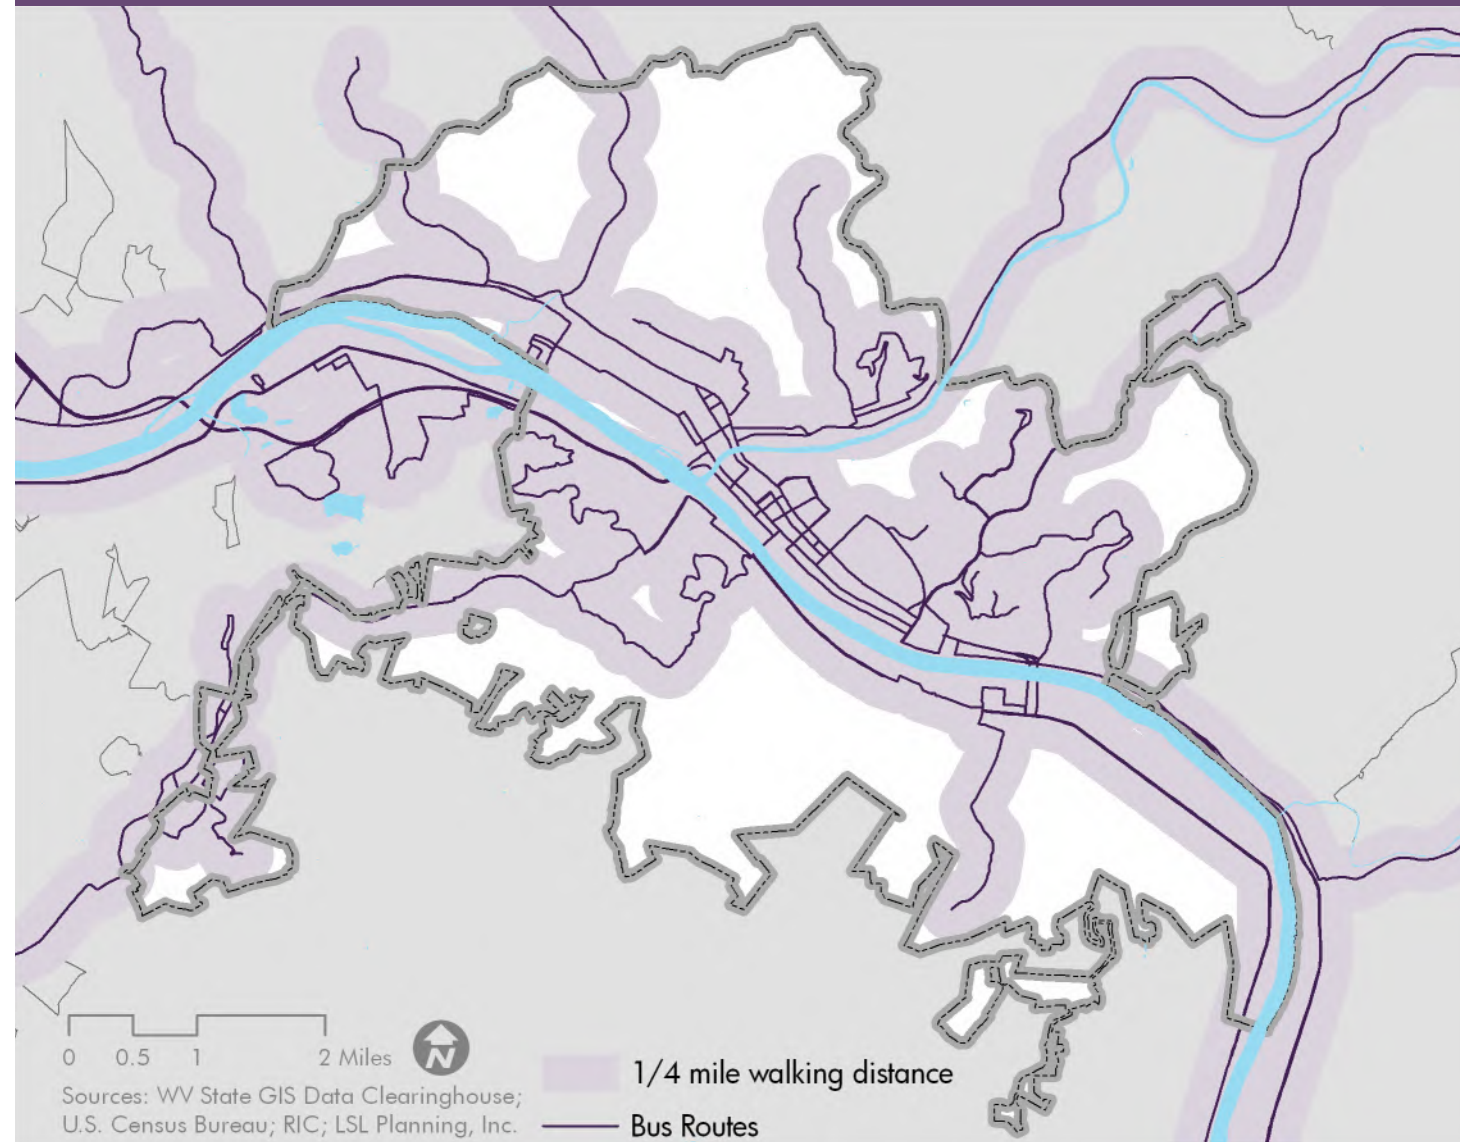 0 0.5 1 2 Miles
N
Sources: WV State GIS Data Clearinghouse;
U.S. Census Bureau; RIC; LSL Planning, Inc.
1/4 mile walking distance
Bus Routes